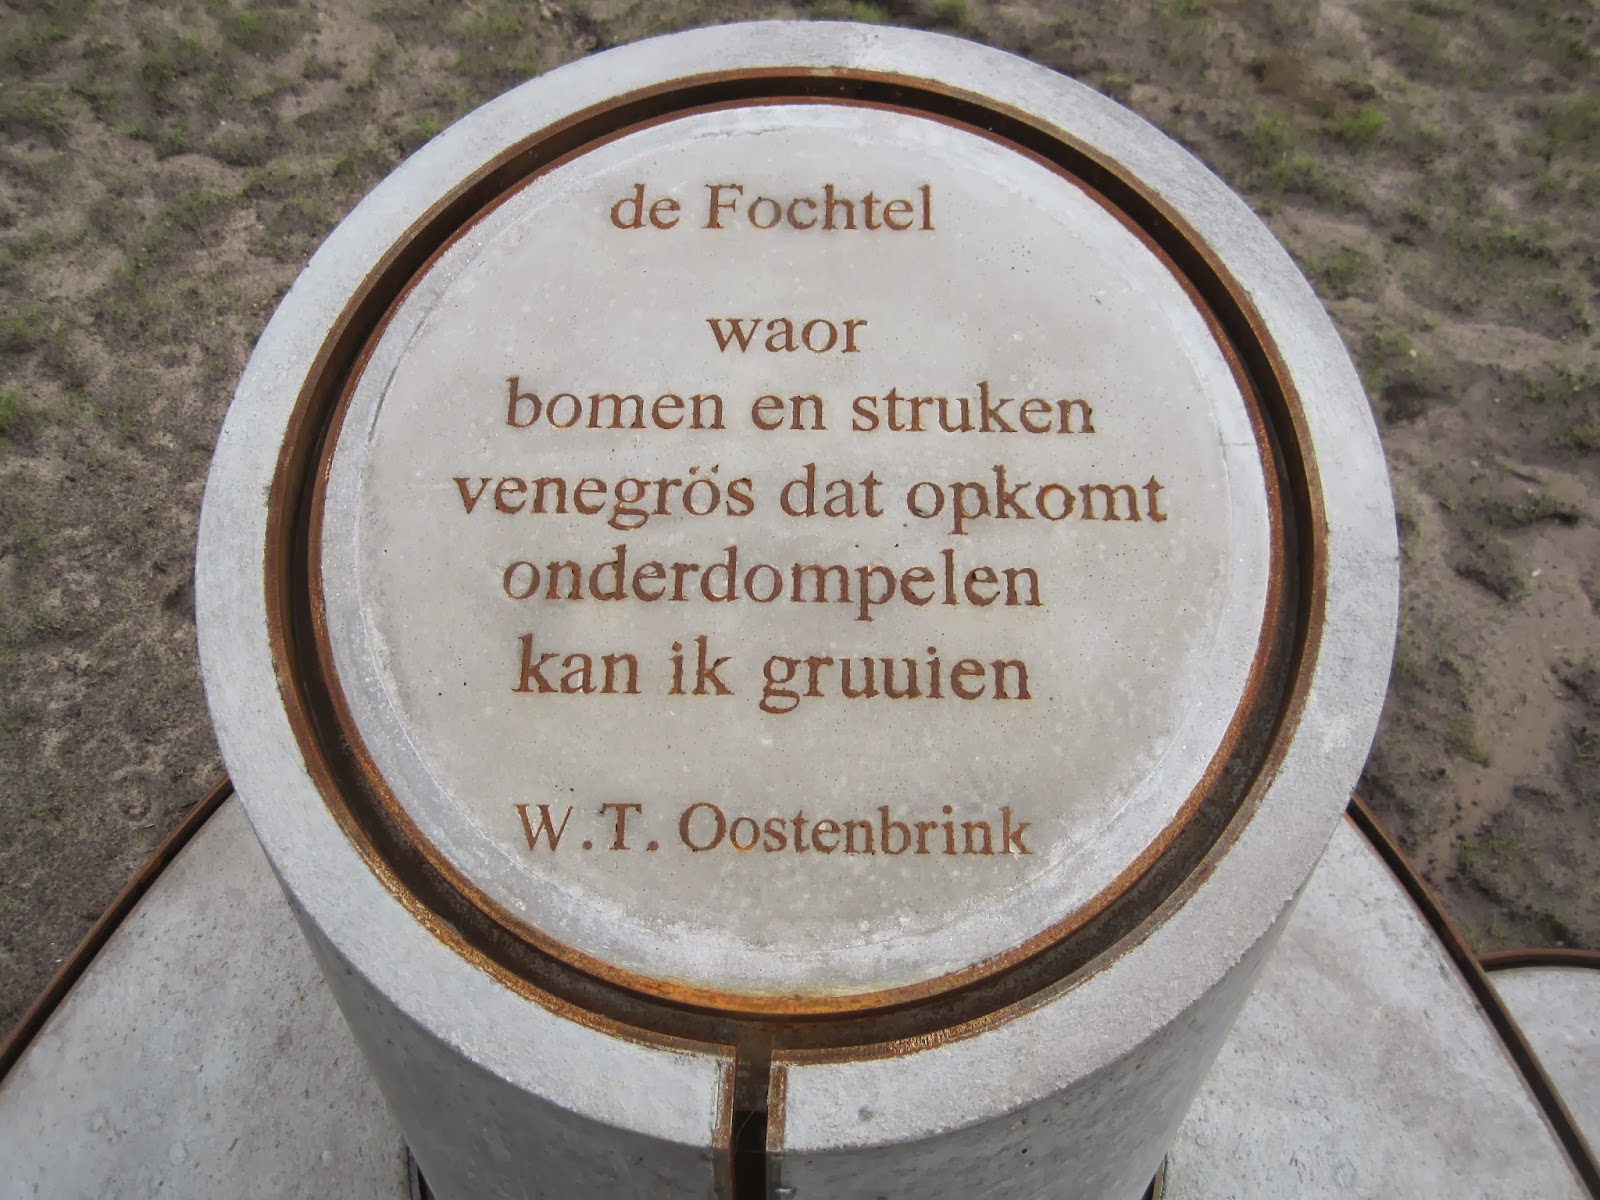 de Fochtel
waor
bomen en struken
venegrös dat opkomt
onderdompelen
kan ik gruuien
W.T. Oostenbrink